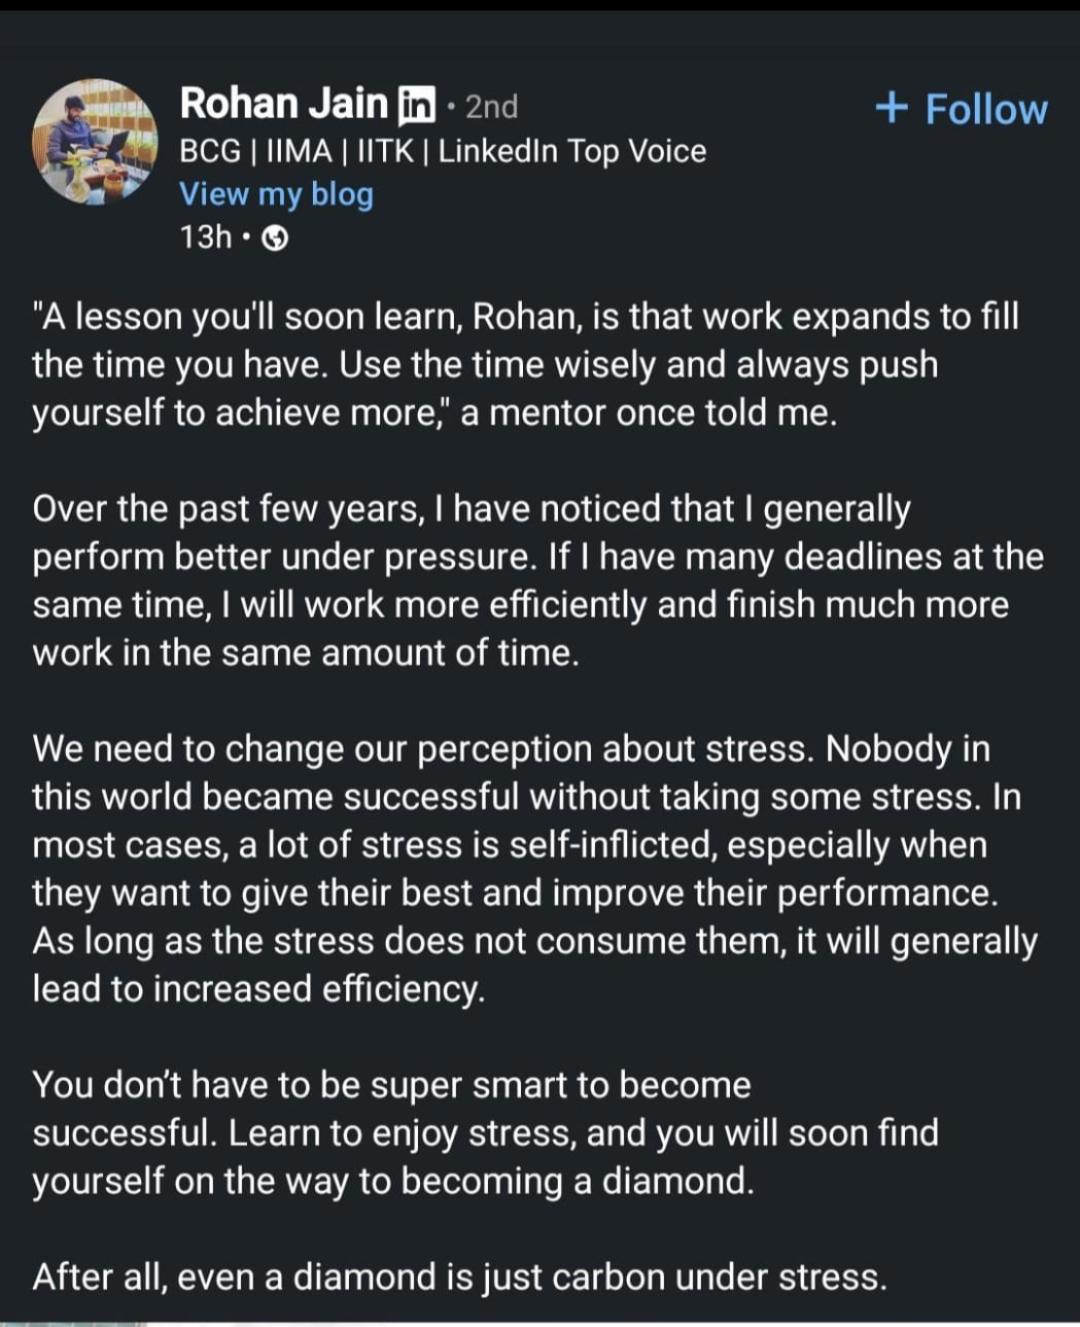 Rohan Jain in • 2nd
+ Follow
BCG | IIMA | IITK | LinkedIn Top Voice
View my blog
13h •
"A lesson you'll soon learn, Rohan, is that work expands to fill
the time you have. Use the time wisely and always push
yourself to achieve more," a mentor once told me.
Over the past few years, I have noticed that I generally
perform better under pressure. If I have many deadlines at the
same time, I will work more efficiently and finish much more
work in the same amount of time.
We need to change our perception about stress. Nobody in
this world became successful without taking some stress. In
most cases, a lot of stress is self-inflicted, especially when
they want to give their best and improve their performance.
As long as the stress does not consume them, it will generally
lead to increased efficiency.
You don't have to be super smart to become
successful. Learn to enjoy stress, and you will soon find
yourself on the way to becoming a diamond.
After all, even a diamond is just carbon under stress.